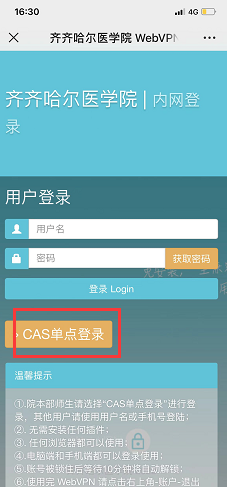 16:30
4G
齐齐哈尔医学院 WebVPN
齐齐哈尔医学院 | 内网登
录
用户登录
用户名
密码
获取密码
登录 Login
› CAS单点登录
温馨提示
①.院本部师生请选择“CAS单点登录”进行登
录，其他用户请使用用户名或手机号登陆；
②. 无需安装任何插件；
③. 任何浏览器都可以使用；
④.电脑端和手机端都可以登录使用；
⑤.账号被锁住后等待10分钟将自动解锁；
⑥.使用完 WebVPN 请点击右上角-账户-退出